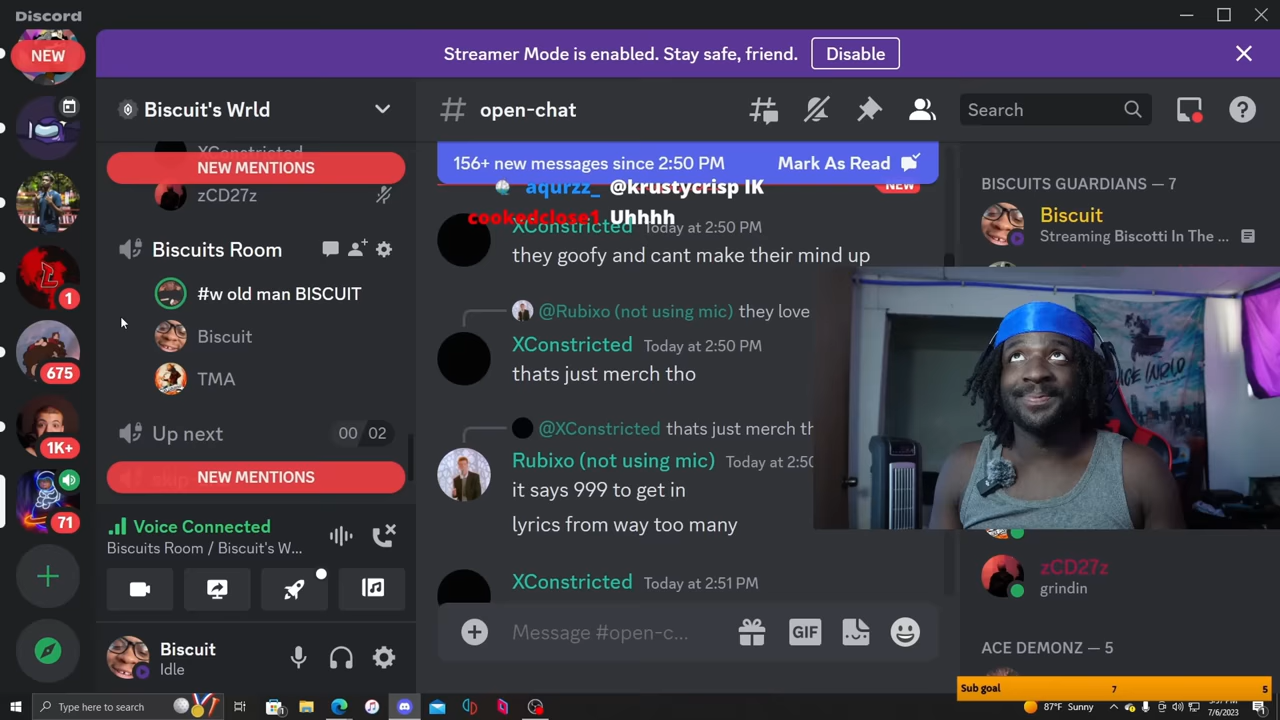 Discord
NEW
Streamer Mode is enabled. Stay safe, friend.
Disable
Biscuit's Wrld
open-chat
Search
XConstricted
NEW MENTIONS
zCD27z
Biscuits Room
#w old man BISCUIT
Biscuit
TMA
Up next
00 02
NEW MENTIONS
Voice Connected
Biscuits Room / Biscuit's W...
Biscuit
Idle
1
675
1K+
71
156+ new messages since 2:50 PM
Mark As Read
aqurzz_ @krustycrisp IK
NEW
cookedclose1 Uhhhh
XConstricted Today at 2:50 PM
they goofy and cant make their mind up
@Rubixo (not using mic) they love
XConstricted Today at 2:50 PM
thats just merch tho
@XConstricted thats just merch th
Rubixo (not using mic) Today at 2:50
it says 999 to get in
lyrics from way too many
XConstricted Today at 2:51 PM
Message #open-c...
GIF
BISCUITS GUARDIANS — 7
Biscuit
Streaming Biscotti In The ...
zCD27z
grindin
ACE DEMONZ — 5
Sub goal 7 5
Type here to search
87°F Sunny
7/6/2023